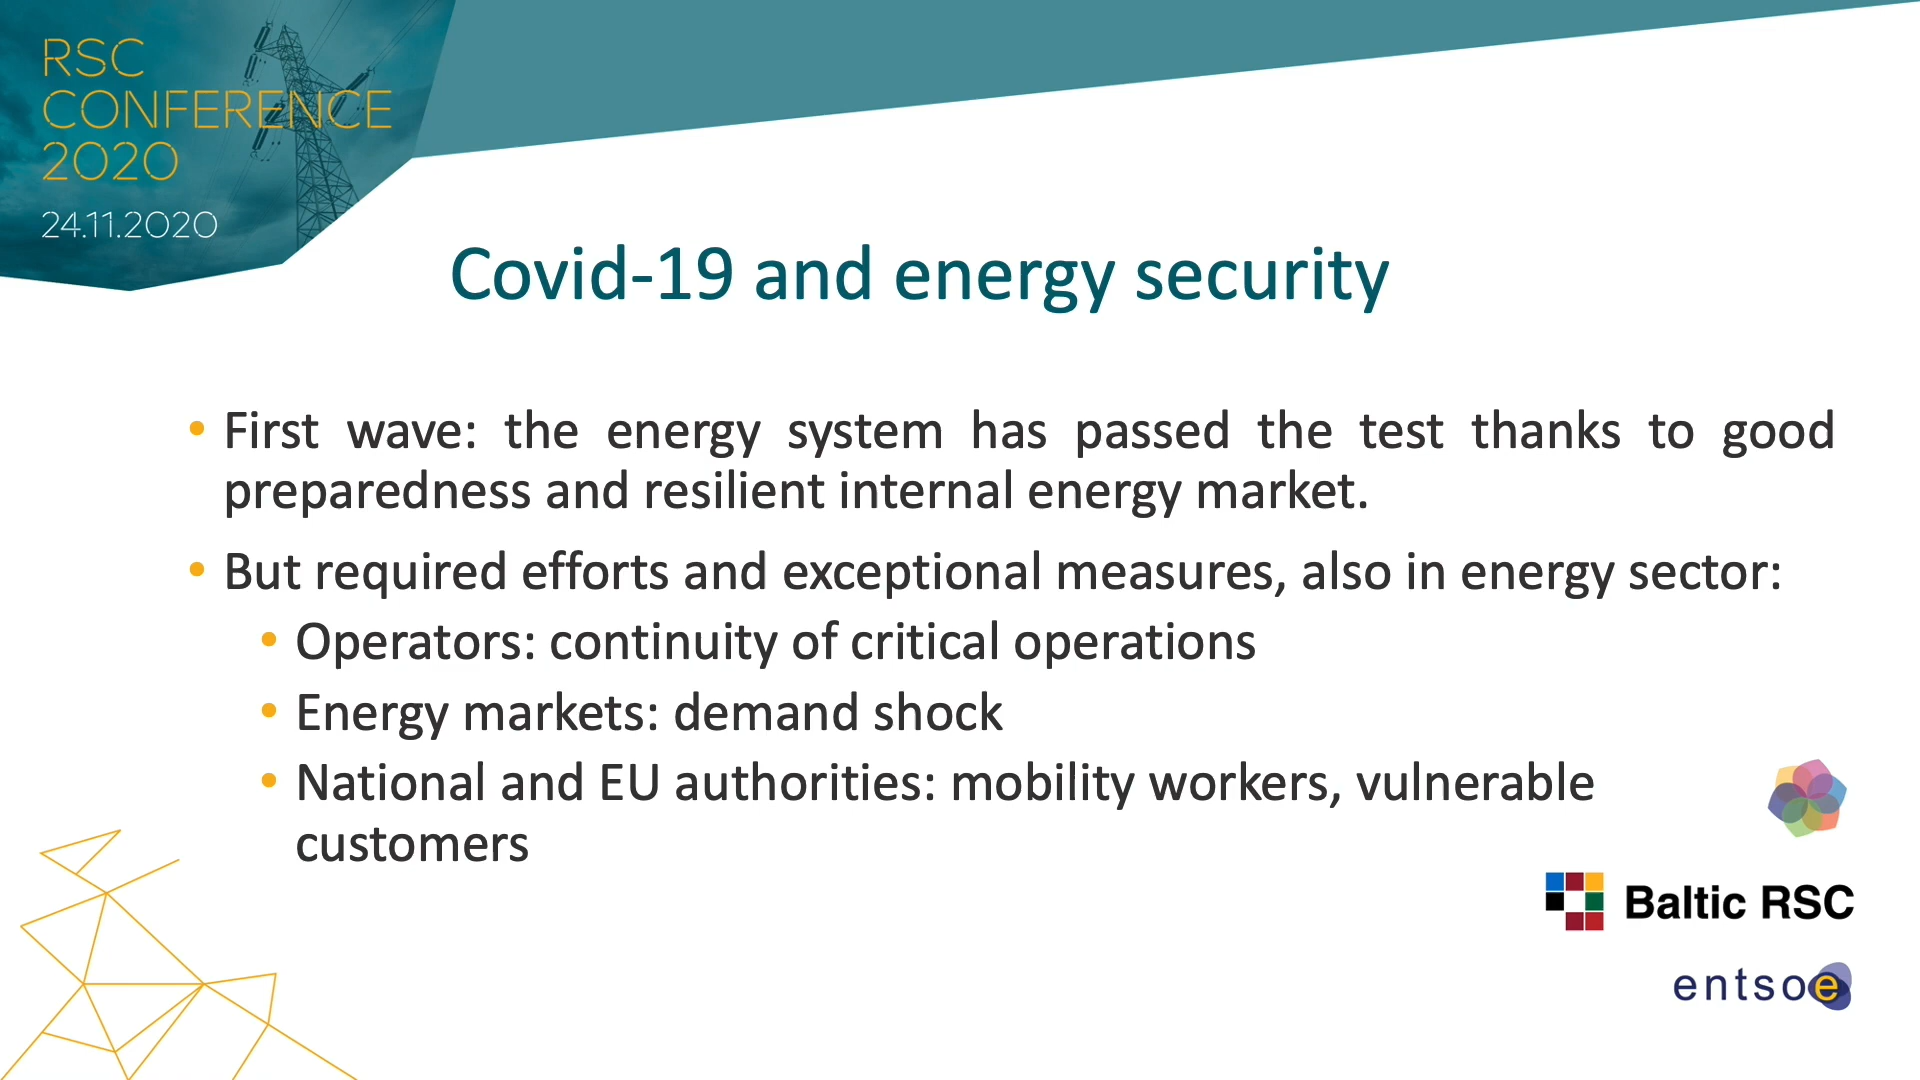 RSC
CONFERENCE
2020
24.11.2020
Covid-19 and energy security
• First wave: the energy system has passed the test thanks to good
preparedness and resilient internal energy market.
• But required efforts and exceptional measures, also in energy sector:
• Operators: continuity of critical operations
• Energy markets: demand shock
• National and EU authorities: mobility workers, vulnerable
customers
Baltic RSC
entsoe